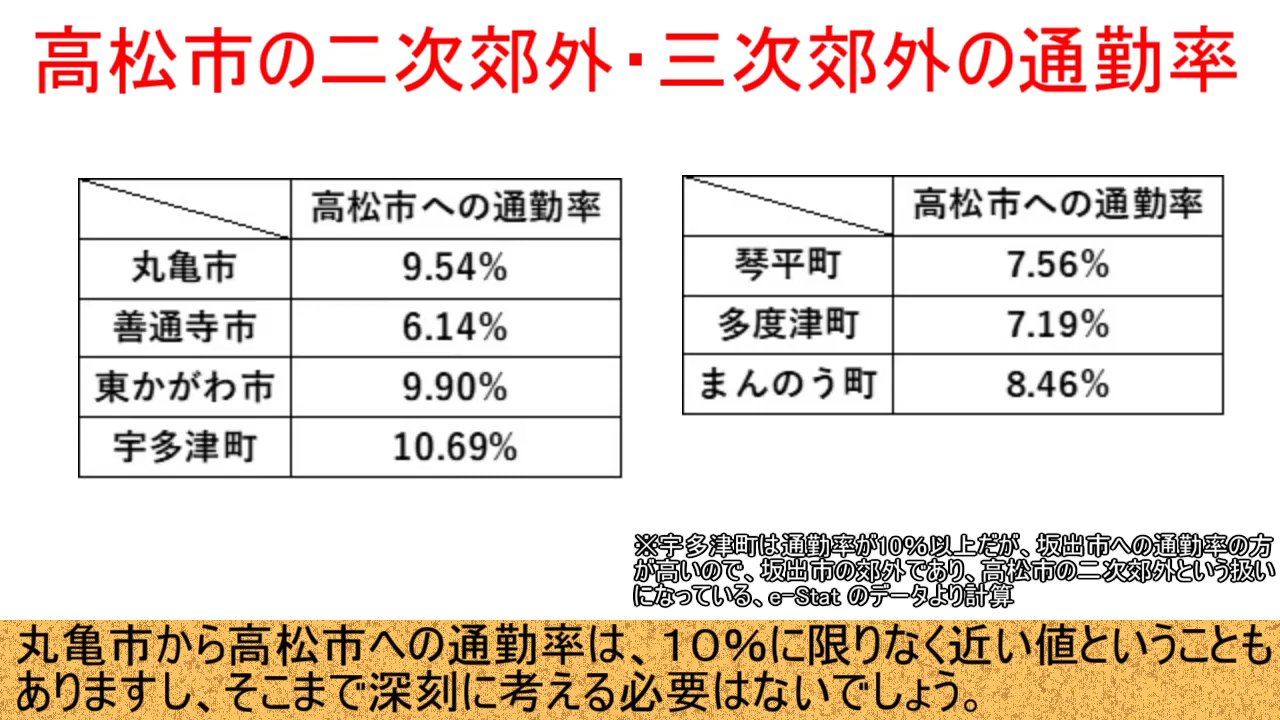 高松市の二次郊外・三次郊外の通勤率
高松市への通勤率
丸亀市 9.54%
善通寺市 6.14%
東かがわ市 9.90%
宇多津町 10.69%
高松市への通勤率
琴平町 7.56%
多度津町 7.19%
まんのう町 8.46%
※宇多津町は通勤率が10%以上だが、坂出市への通勤率の方
が高いので、坂出市の郊外であり、高松市の二次郊外という扱い
になっている、e-Stat のデータより計算
丸亀市から高松市への通勤率は、１０％に限りなく近い値ということも
ありますし、そこまで深刻に考える必要はないでしょう。